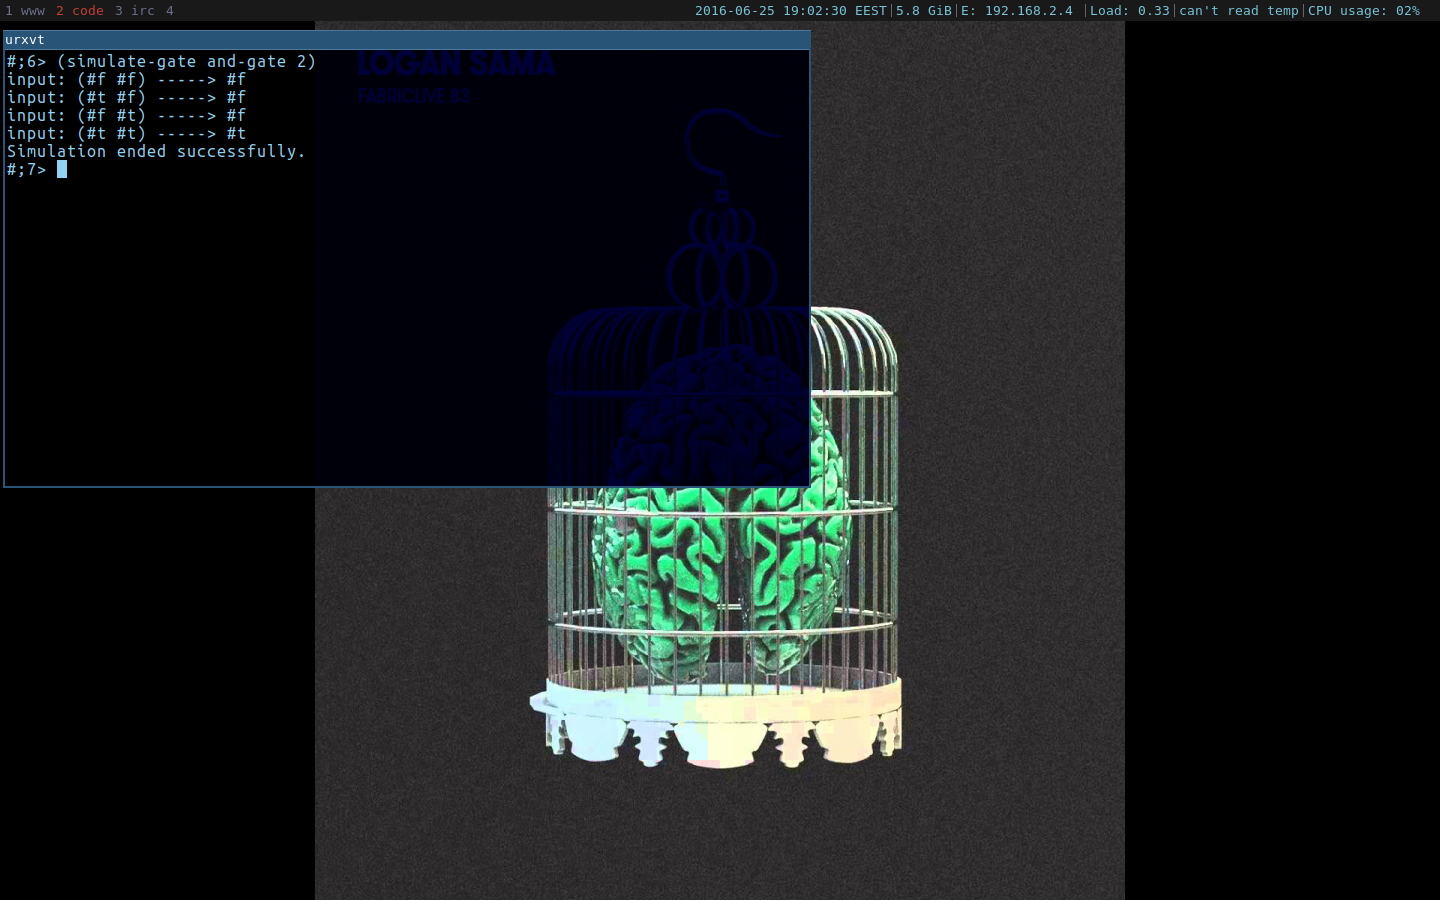 1 www 2 code 3 irc 4
2016-06-25 19:02:30 EEST|5.8 GiB|E: 192.168.2.4 |Load: 0.33|can't read temp|CPU usage: 02%
urxvt
#;6> (simulate-gate and-gate 2)
input: (#f #f) -----> #f
input: (#t #f) -----> #f
input: (#f #t) -----> #f
input: (#t #t) -----> #t
Simulation ended successfully.
#;7>
LOGAN SAMA
FABRICLIVE 83